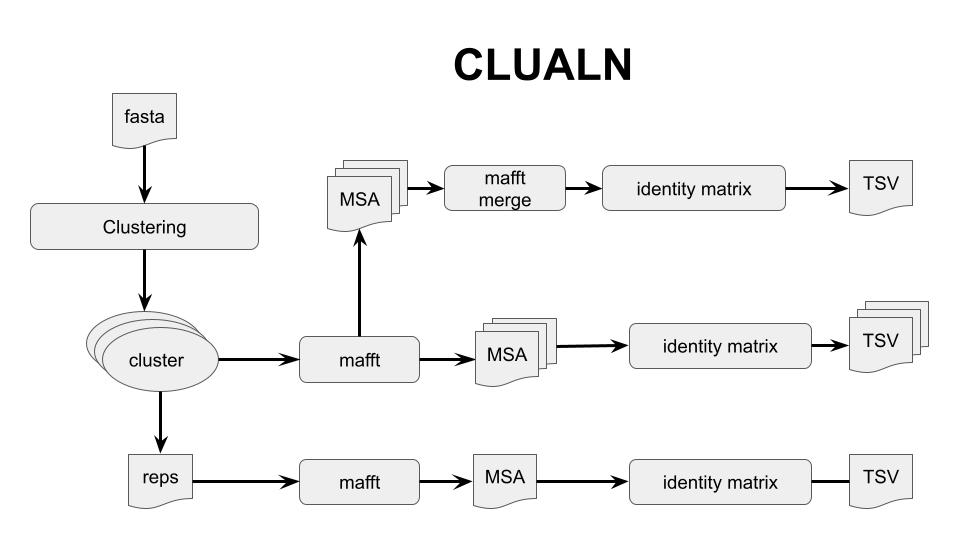 CLUALN
fasta
Clustering
MSA
mafft
merge
identity matrix
TSV
cluster
mafft
MSA
identity matrix
TSV
reps
mafft
MSA
identity matrix
TSV